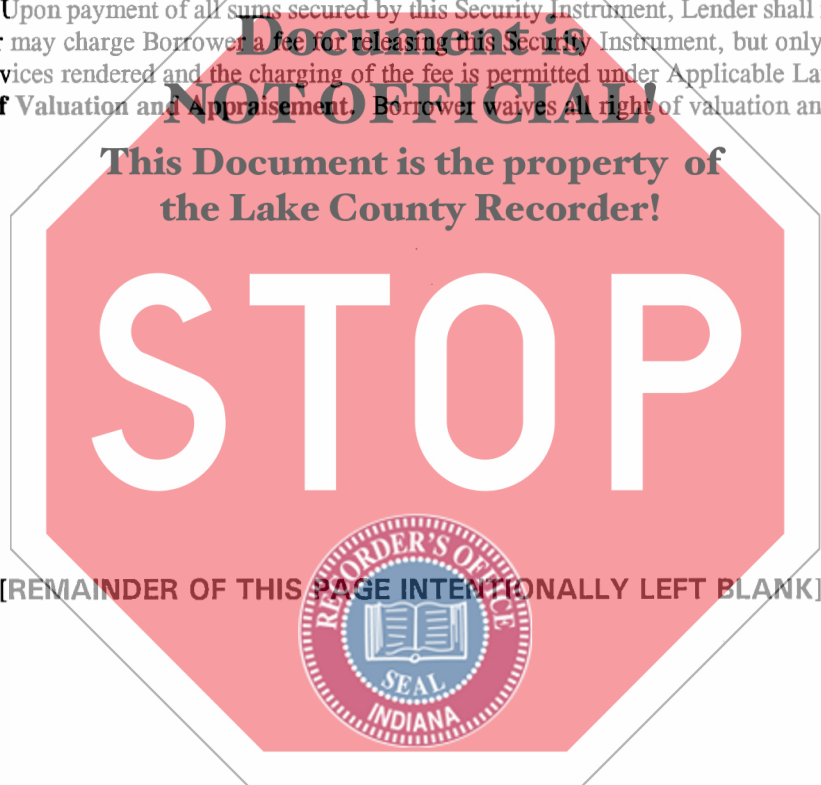 Upon payment of all sums secured by this Security Instrument, Lender shall
may charge Borrower a fee for releasing this Security Instrument, but only
vices rendered and the charging of the fee is permitted under Applicable La
f Valuation and Appraisement. Borrower waives all right of valuation an
Document is
NOT OFFICIAL!
This Document is the property of
the Lake County Recorder!
STOP
[REMAINDER OF THIS PAGE INTENTIONALLY LEFT BLANK]
RECORDER'S OFFICE
SEAL
INDIANA